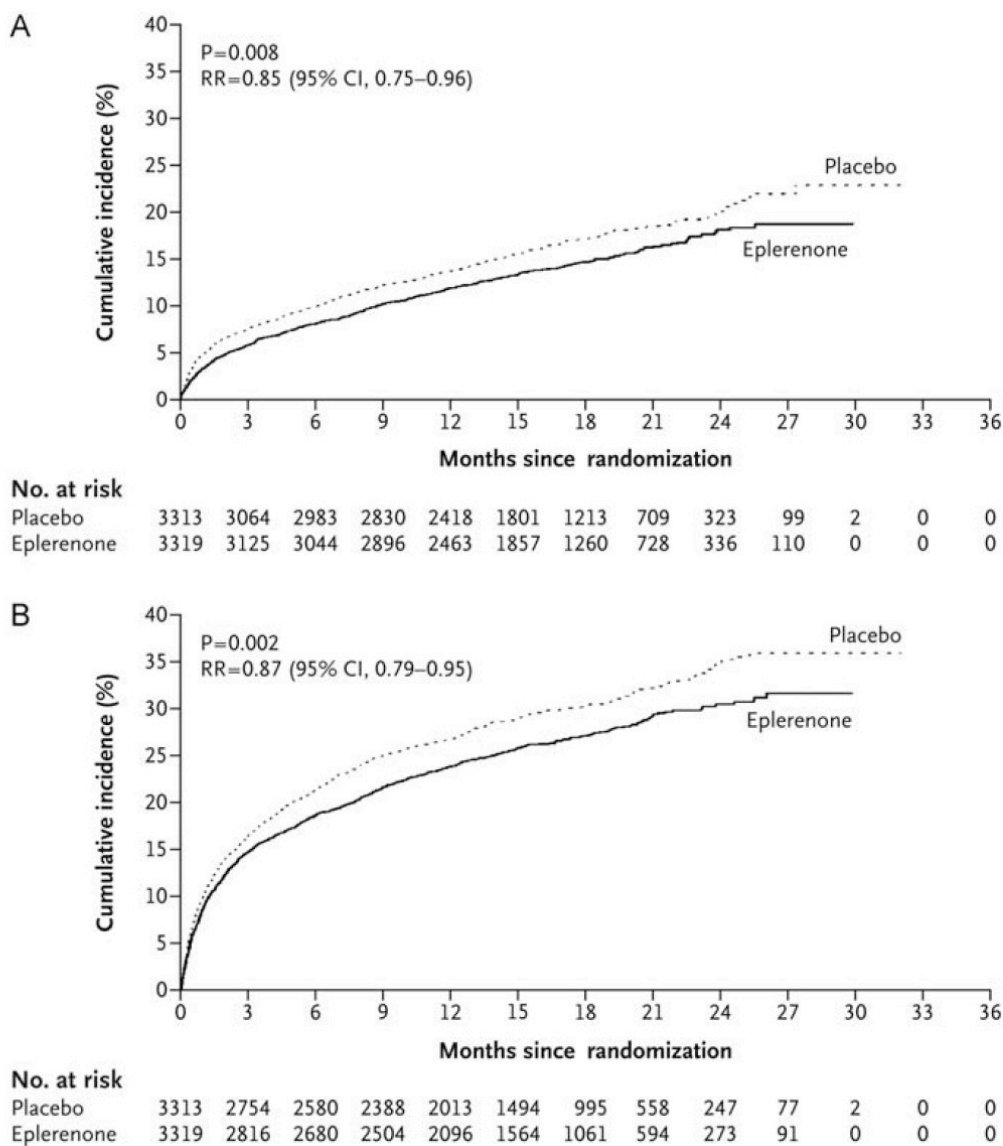 A
Cumulative incidence (%)
40
35
30
25
20
15
10
5
0
P=0.008
RR=0.85 (95% CI, 0.75–0.96)
Placebo
Eplerenone
0 3 6 9 12 15 18 21 24 27 30 33 36
Months since randomization
No. at risk
Placebo 3313 3064 2983 2830 2418 1801 1213 709 323 99 2 0 0
Eplerenone 3319 3125 3044 2896 2463 1857 1260 728 336 110 0 0 0
B
Cumulative incidence (%)
40
35
30
25
20
15
10
5
0
P=0.002
RR=0.87 (95% CI, 0.79–0.95)
Placebo
Eplerenone
0 3 6 9 12 15 18 21 24 27 30 33 36
Months since randomization
No. at risk
Placebo 3313 2754 2580 2388 2013 1494 995 558 247 77 2 0 0
Eplerenone 3319 2816 2680 2504 2096 1564 1061 594 273 91 0 0 0